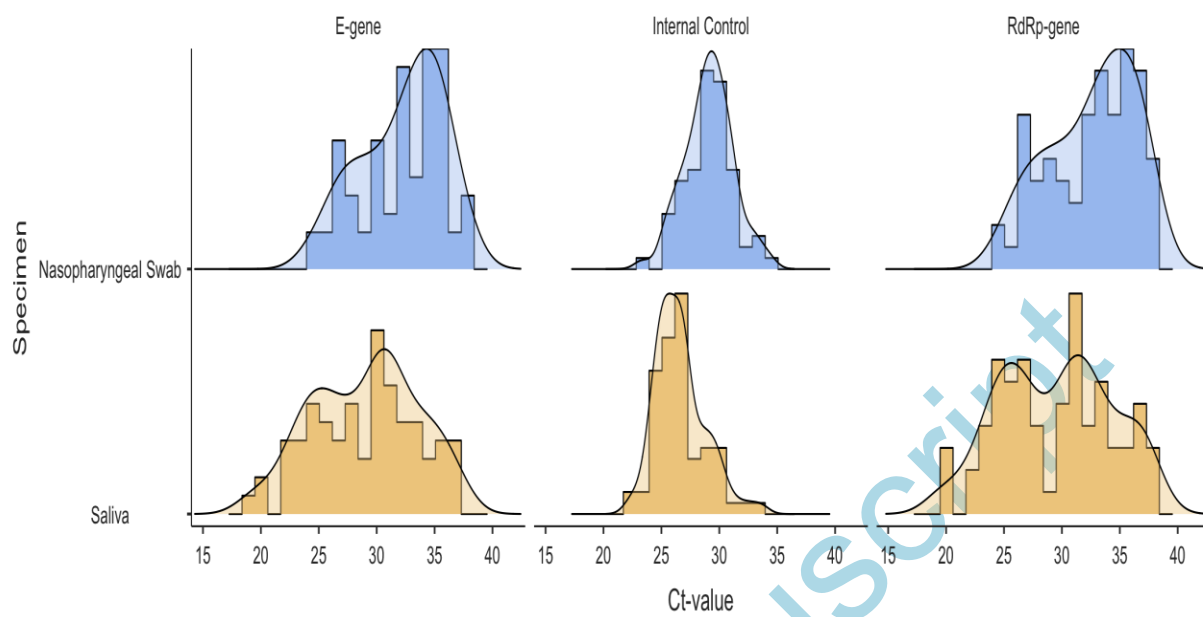 E-gene Internal Control RdRp-gene
Specimen
Nasopharyngeal Swab
Saliva
15 20 25 30 35 40 15 20 25 30 35 40 15 20 25 30 35 40
Ct-value
uscript